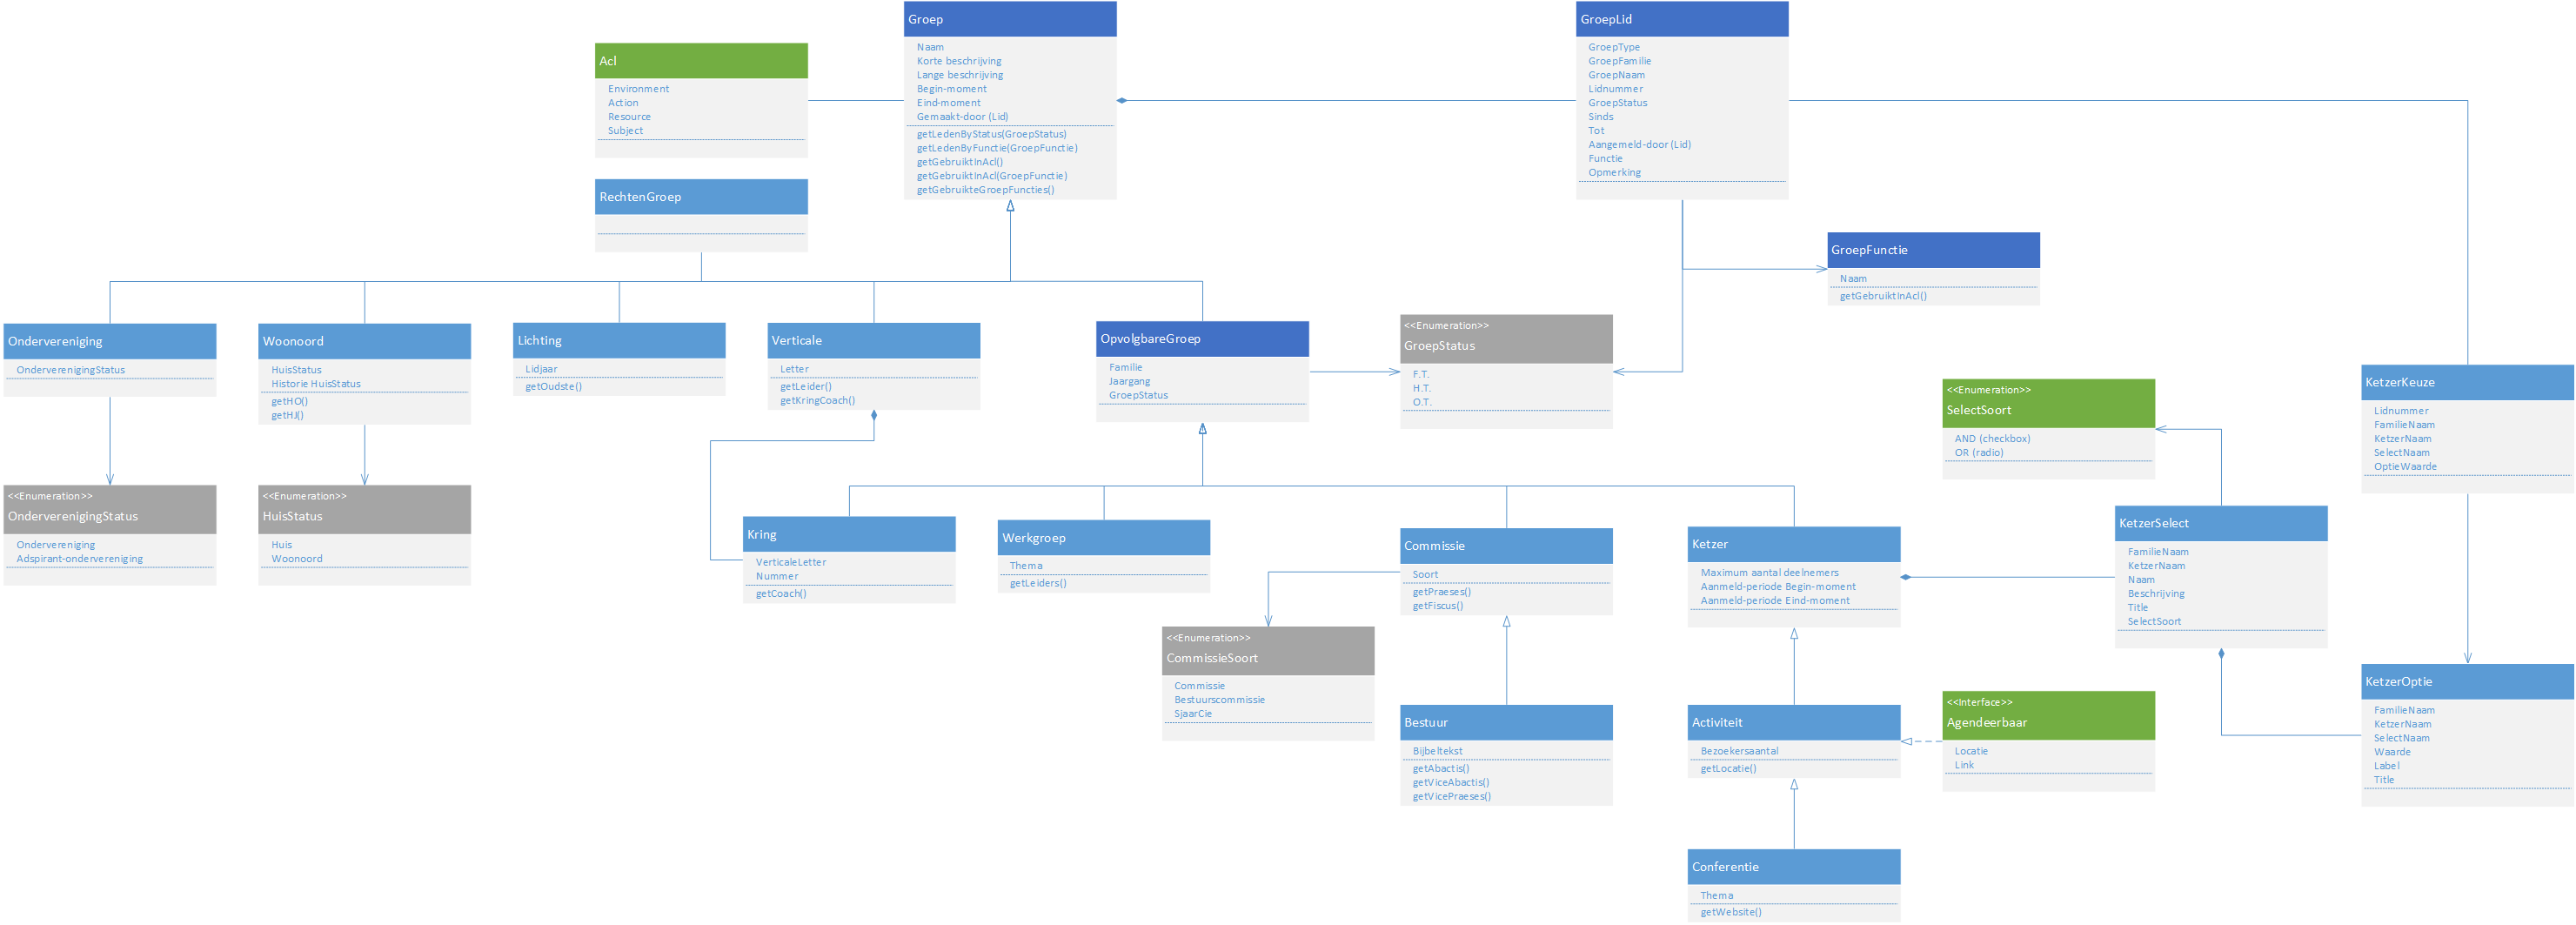 Groep
Naam
Korte beschrijving
Lange beschrijving
Begin-moment
Eind-moment
Gemaakt-door (Lid)
getLedenByStatus(GroepStatus)
getLedenByFunctie(GroepFunctie)
getGebruiktInAcl()
getGebruiktInAcl(GroepFunctie)
getGebruikteGroepFuncties()
GroepLid
GroepType
GroepFamilie
GroepNaam
Lidnummer
GroepStatus
Sinds
Tot
Aangemeld-door (Lid)
Functie
Opmerking
Acl
Environment
Action
Resource
Subject
RechtenGroep
GroepFunctie
Naam
getGebruiktInAcl()
Ondervereniging
OnderverenigingStatus
Woonoord
HuisStatus
Historie HuisStatus
getHO()
getHJ()
Lichting
Lidjaar
getOudste()
Verticale
Letter
getLeider()
getKringCoach()
OpvolgbareGroep
Familie
Jaargang
GroepStatus
<<Enumeration>>
GroepStatus
F.T.
H.T.
O.T.
<<Enumeration>>
SelectSoort
AND (checkbox)
OR (radio)
KetzerKeuze
Lidnummer
FamilieNaam
KetzerNaam
SelectNaam
OptieWaarde
<<Enumeration>>
OnderverenigingStatus
Ondervereniging
Adspirant-ondervereniging
<<Enumeration>>
HuisStatus
Huis
Woonoord
Kring
VerticaleLetter
Nummer
getCoach()
Werkgroep
Thema
getLeiders()
Commissie
Soort
getPraeses()
getFiscus()
Ketzer
Maximum aantal deelnemers
Aanmeld-periode Begin-moment
Aanmeld-periode Eind-moment
KetzerSelect
FamilieNaam
KetzerNaam
Naam
Beschrijving
Title
SelectSoort
<<Enumeration>>
CommissieSoort
Commissie
Bestuurscommissie
SjaarCie
Bestuur
Bijbeltekst
getAbactis()
getViceAbactis()
getVicePraeses()
Activiteit
Bezoekersaantal
getLocatie()
<<Interface>>
Agendeerbaar
Locatie
Link
KetzerOptie
FamilieNaam
KetzerNaam
SelectNaam
Waarde
Label
Title
Conferentie
Thema
getWebsite()